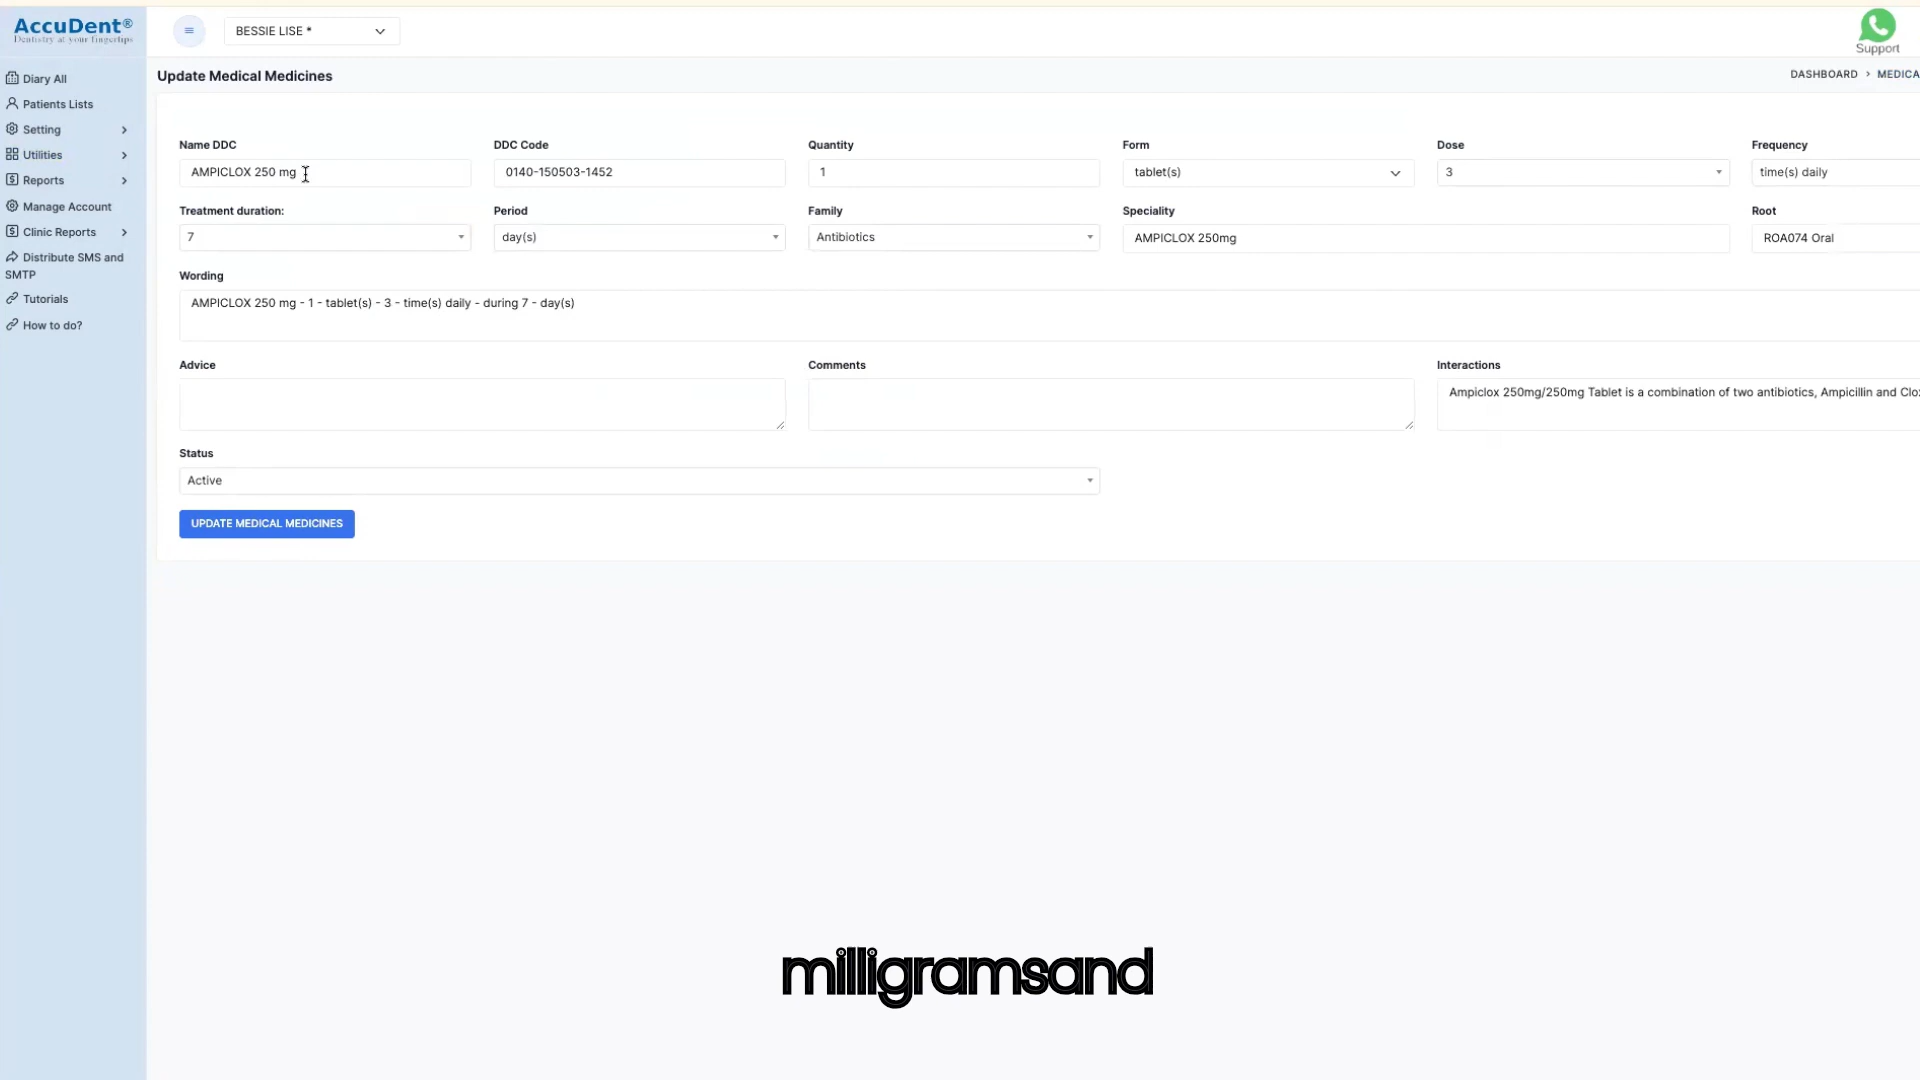 AccuDent®
Dentistry at your fingertips
BESSIE LISE *
Support
Diary All
Patients Lists
Setting
Utilities
Reports
Manage Account
Clinic Reports
Distribute SMS and
SMTP
Tutorials
How to do?
Update Medical Medicines
DASHBOARD > MEDICA
Name DDC
DDC Code
Quantity
Form
Dose
Frequency
AMPICLOX 250 mg
0140-150503-1452
1
tablet(s)
3
time(s) daily
Treatment duration:
Period
Family
Speciality
Root
7
day(s)
Antibiotics
AMPICLOX 250mg
ROA074 Oral
Wording
AMPICLOX 250 mg - 1 - tablet(s) - 3 - time(s) daily - during 7 - day(s)
Advice
Comments
Interactions
Ampiclox 250mg/250mg Tablet is a combination of two antibiotics, Ampicillin and Clo
Status
Active
UPDATE MEDICAL MEDICINES
milligramsand